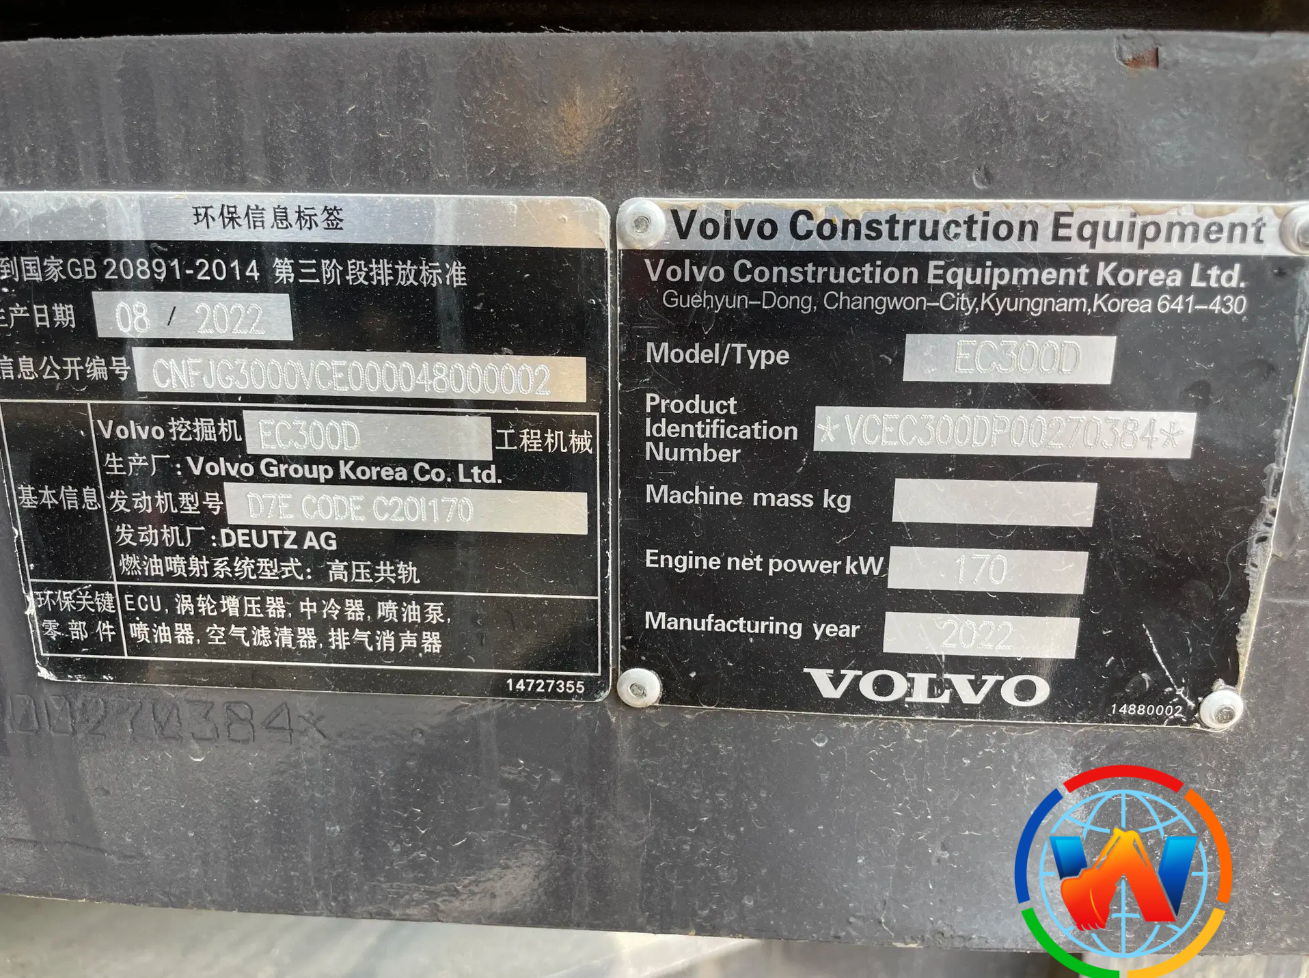 环保信息标签
到国家GB 20891-2014 第三阶段排放标准
生产日期 08 / 2022
信息公开编号 CNFJG3000VCE000048000002
基本信息
Volvo挖掘机 EC300D 工程机械
生产厂: Volvo Group Korea Co. Ltd.
发动机型号 D7E CODE C201170
发动机厂: DEUTZ AG
燃油喷射系统型式: 高压共轨
环保关键
零部件
ECU, 涡轮增压器, 中冷器, 喷油泵,
喷油器, 空气滤清器, 排气消声器
14727355
00270384*
Volvo Construction Equipment
Volvo Construction Equipment Korea Ltd.
Guehyun-Dong, Changwon-City, Kyungnam, Korea 641-430
Model/Type EC300D
Product
Identification
Number
*VCEC300DP00270384*
Machine mass kg
Engine net power kW 170
Manufacturing year 2022
VOLVO
14880002
W